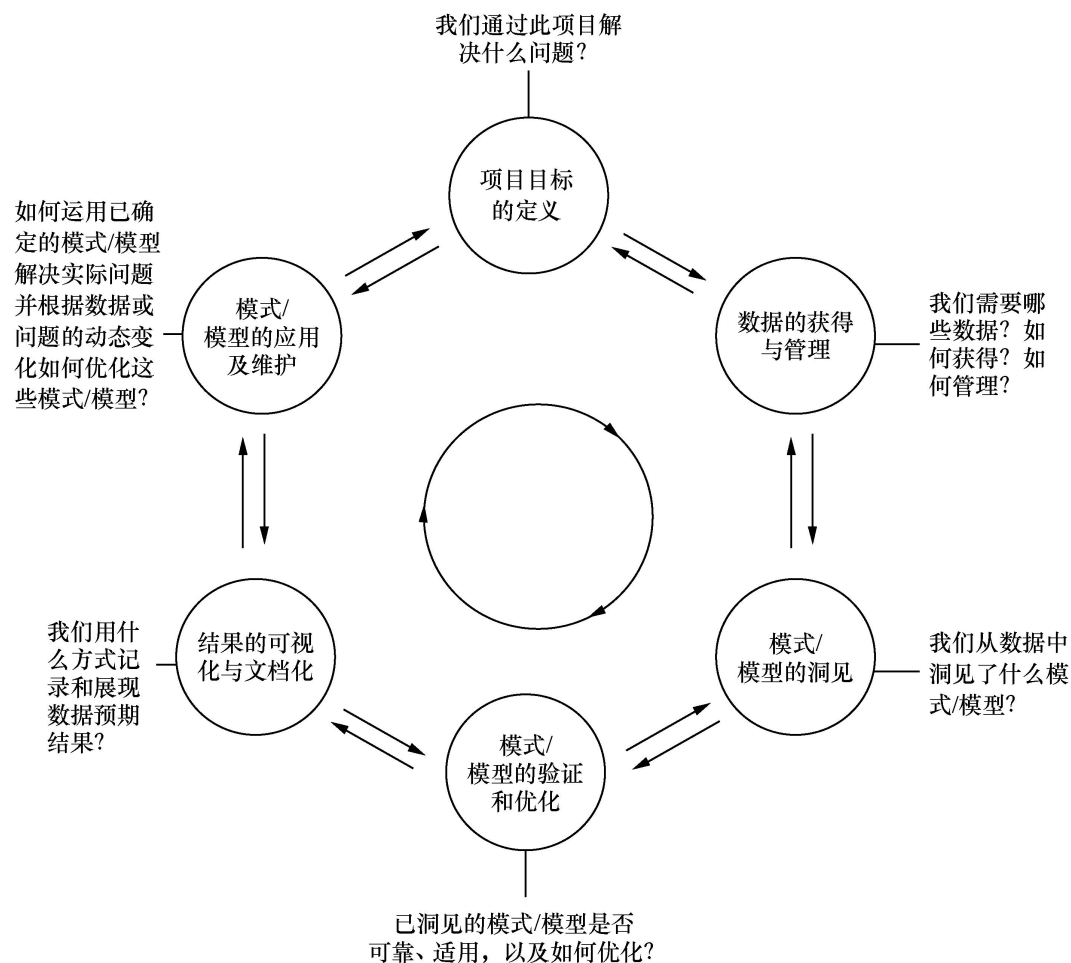 我们通过此项目解
决什么问题？
项目目标
的定义
如何运用已确
定的模式/模型
解决实际问题
并根据数据或
问题的动态变
化如何优化这
些模式/模型？
模式/
模型的应用
及维护
数据的获得
与管理
我们需要哪
些数据？如
何获得？如
何管理？
我们用什
么方式记
录和展现
数据预期
结果？
结果的可视
化与文档化
模式/
模型的洞见
我们从数据中
洞见了什么模
式/模型？
模式/
模型的验证
和优化
已洞见的模式/模型是否
可靠、适用，以及如何优化？